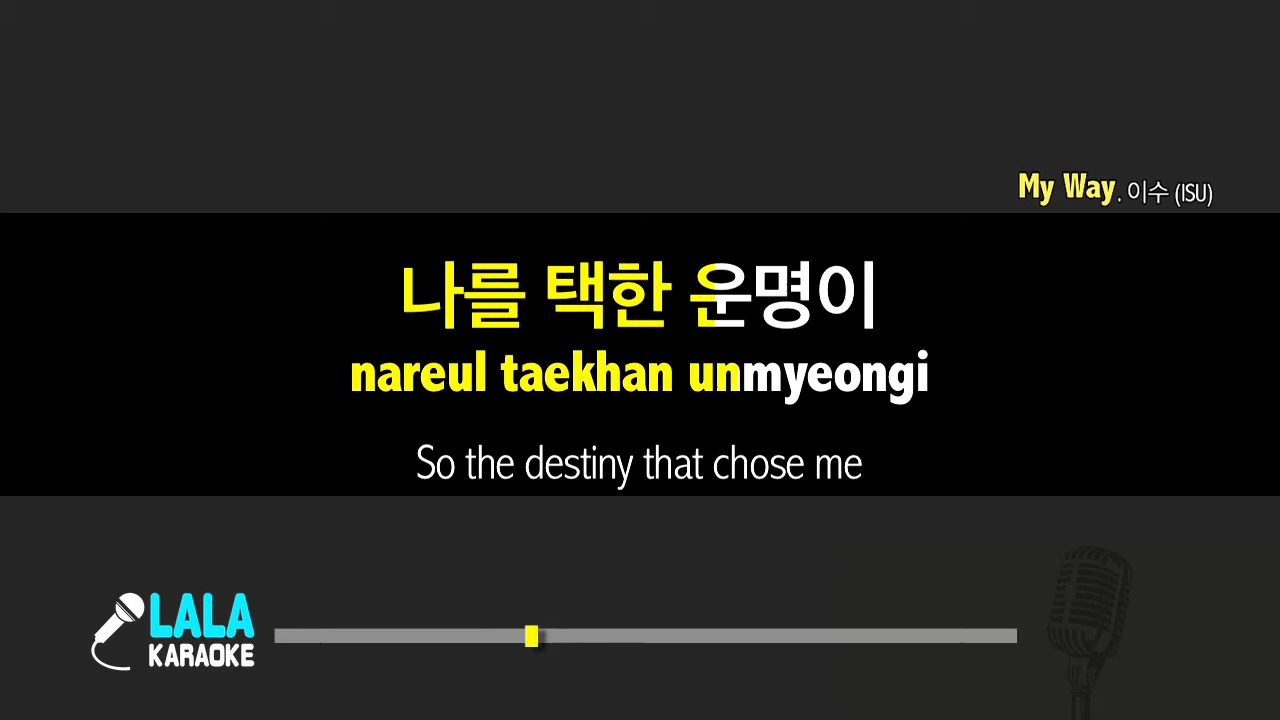 My Way. 이수 (ISU)
나를 택한 운명이
nareul taekhan unmyeongi
So the destiny that chose me
LALA
KARAOKE